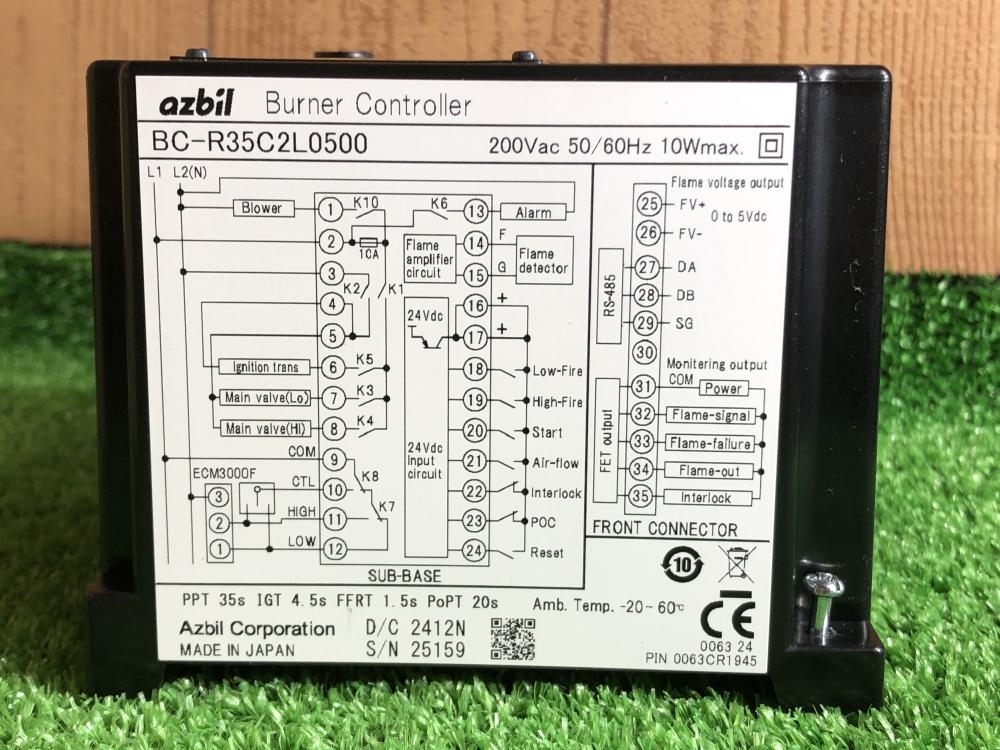 azbil Burner Controller
BC-R35C2L0500 200Vac 50/60Hz 10Wmax.
L1 L2(N)
Blower 1 K10 K6 13 Alarm
2 10A Flame amplifier circuit 14 F Flame detector
3 15 G
K2 K1
4 24Vdc 16 +
5 17 +
Ignition trans 6 K5 18 Low-Fire
Main valve(Lo) 7 K3 19 High-Fire
Main valve(Hi) 8 K4 20 Start
COM 9 24Vdc Input circuit 21 Air-flow
ECM3000F K8
3 CTL 10 22 Interlock
K7
2 HIGH 11 23 POC
1 LOW 12 24 Reset
SUB-BASE
Flame voltage output
25 FV+
0 to 5Vdc
26 FV-
RS-485
27 DA
28 DB
29 SG
30
Monitering output
31 COM Power
FET output
32 Flame-signal
33 Flame-failure
34 Flame-out
35 Interlock
FRONT CONNECTOR
10
PPT 35s IGT 4.5s FFRT 1.5s PoPT 20s Amb. Temp. -20~60℃
Azbil Corporation D/C 2412N
MADE IN JAPAN S/N 25159
CE
0063 24
PIN 0063CR1945